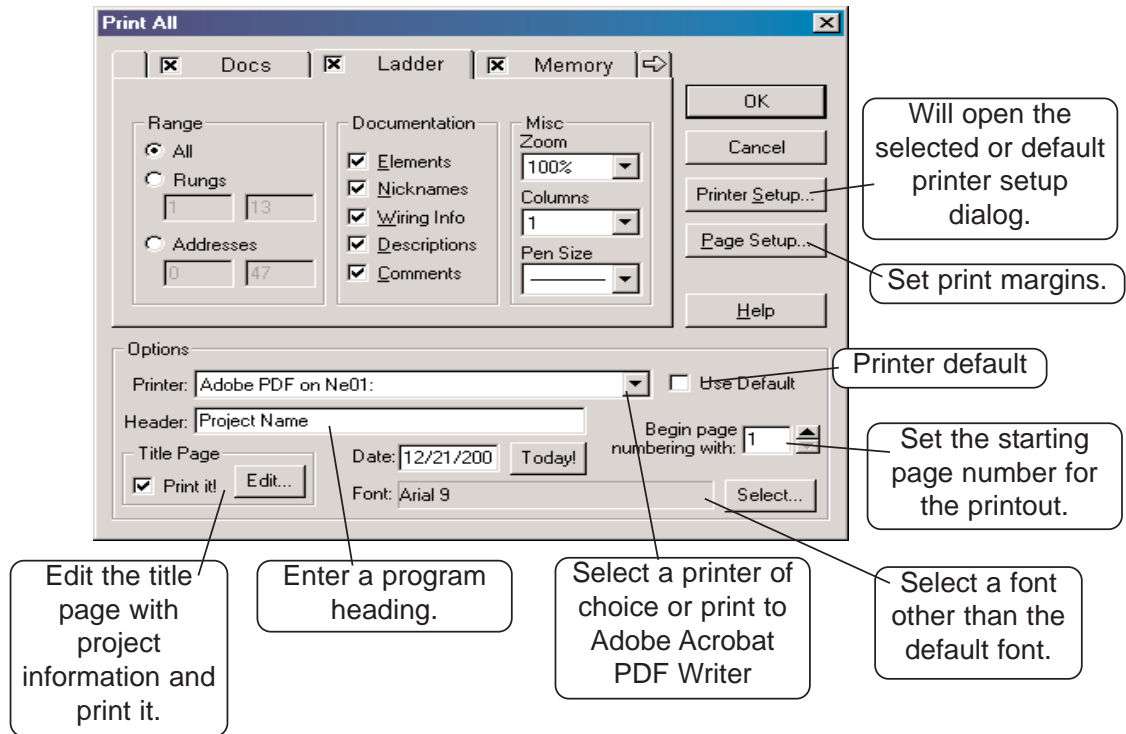 Print All
Docs
Ladder
Memory
Range
All
Rungs
1 13
Addresses
0 47
Documentation
Elements
Nicknames
Wiring Info
Descriptions
Comments
Misc
Zoom
100%
Columns
1
Pen Size
OK
Cancel
Printer Setup...
Page Setup...
Help
Options
Printer: Adobe PDF on Ne01:
Use Default
Header: Project Name
Begin page
numbering with: 1
Title Page
Print it!
Edit...
Date: 12/21/200
Today!
Font: Arial 9
Select...
Will open the
selected or default
printer setup
dialog.
Set print margins.
Printer default
Set the starting
page number for
the printout.
Edit the title
page with
project
information and
print it.
Enter a program
heading.
Select a printer of
choice or print to
Adobe Acrobat
PDF Writer
Select a font
other than the
default font.